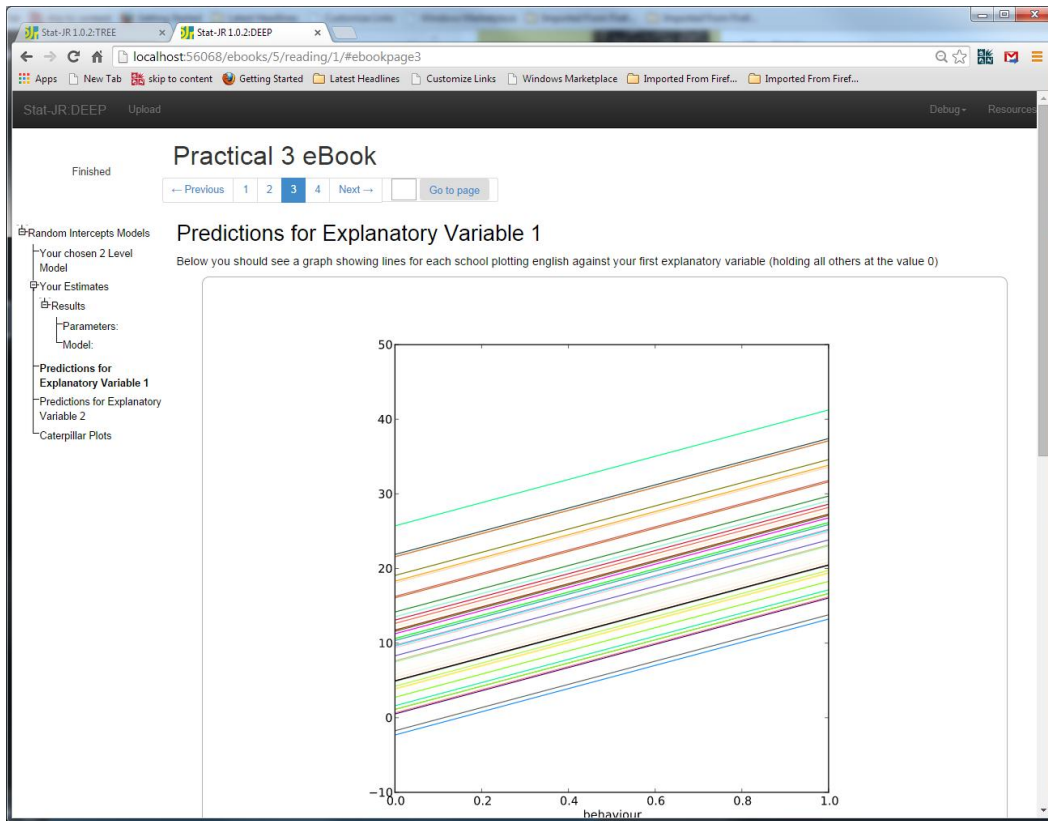 Stat-JR 1.0.2:TREE
Stat-JR 1.0.2:DEEP
localhost:56068/ebooks/5/reading/1/#ebookpage3
Apps New Tab skip to content Getting Started Latest Headlines Customize Links Windows Marketplace Imported From Firef... Imported From Firef...
Stat-JR:DEEP Upload Debug Resources
Finished
Practical 3 eBook
← Previous 1 2 3 4 Next → Go to page
Random Intercepts Models
Your chosen 2 Level
Model
Your Estimates
Results
Parameters:
Model:
Predictions for
Explanatory Variable 1
Predictions for Explanatory
Variable 2
Caterpillar Plots
Predictions for Explanatory Variable 1
Below you should see a graph showing lines for each school plotting english against your first explanatory variable (holding all others at the value 0)
50
40
30
20
10
0
−10
0.0 0.2 0.4 0.6 0.8 1.0
behaviour